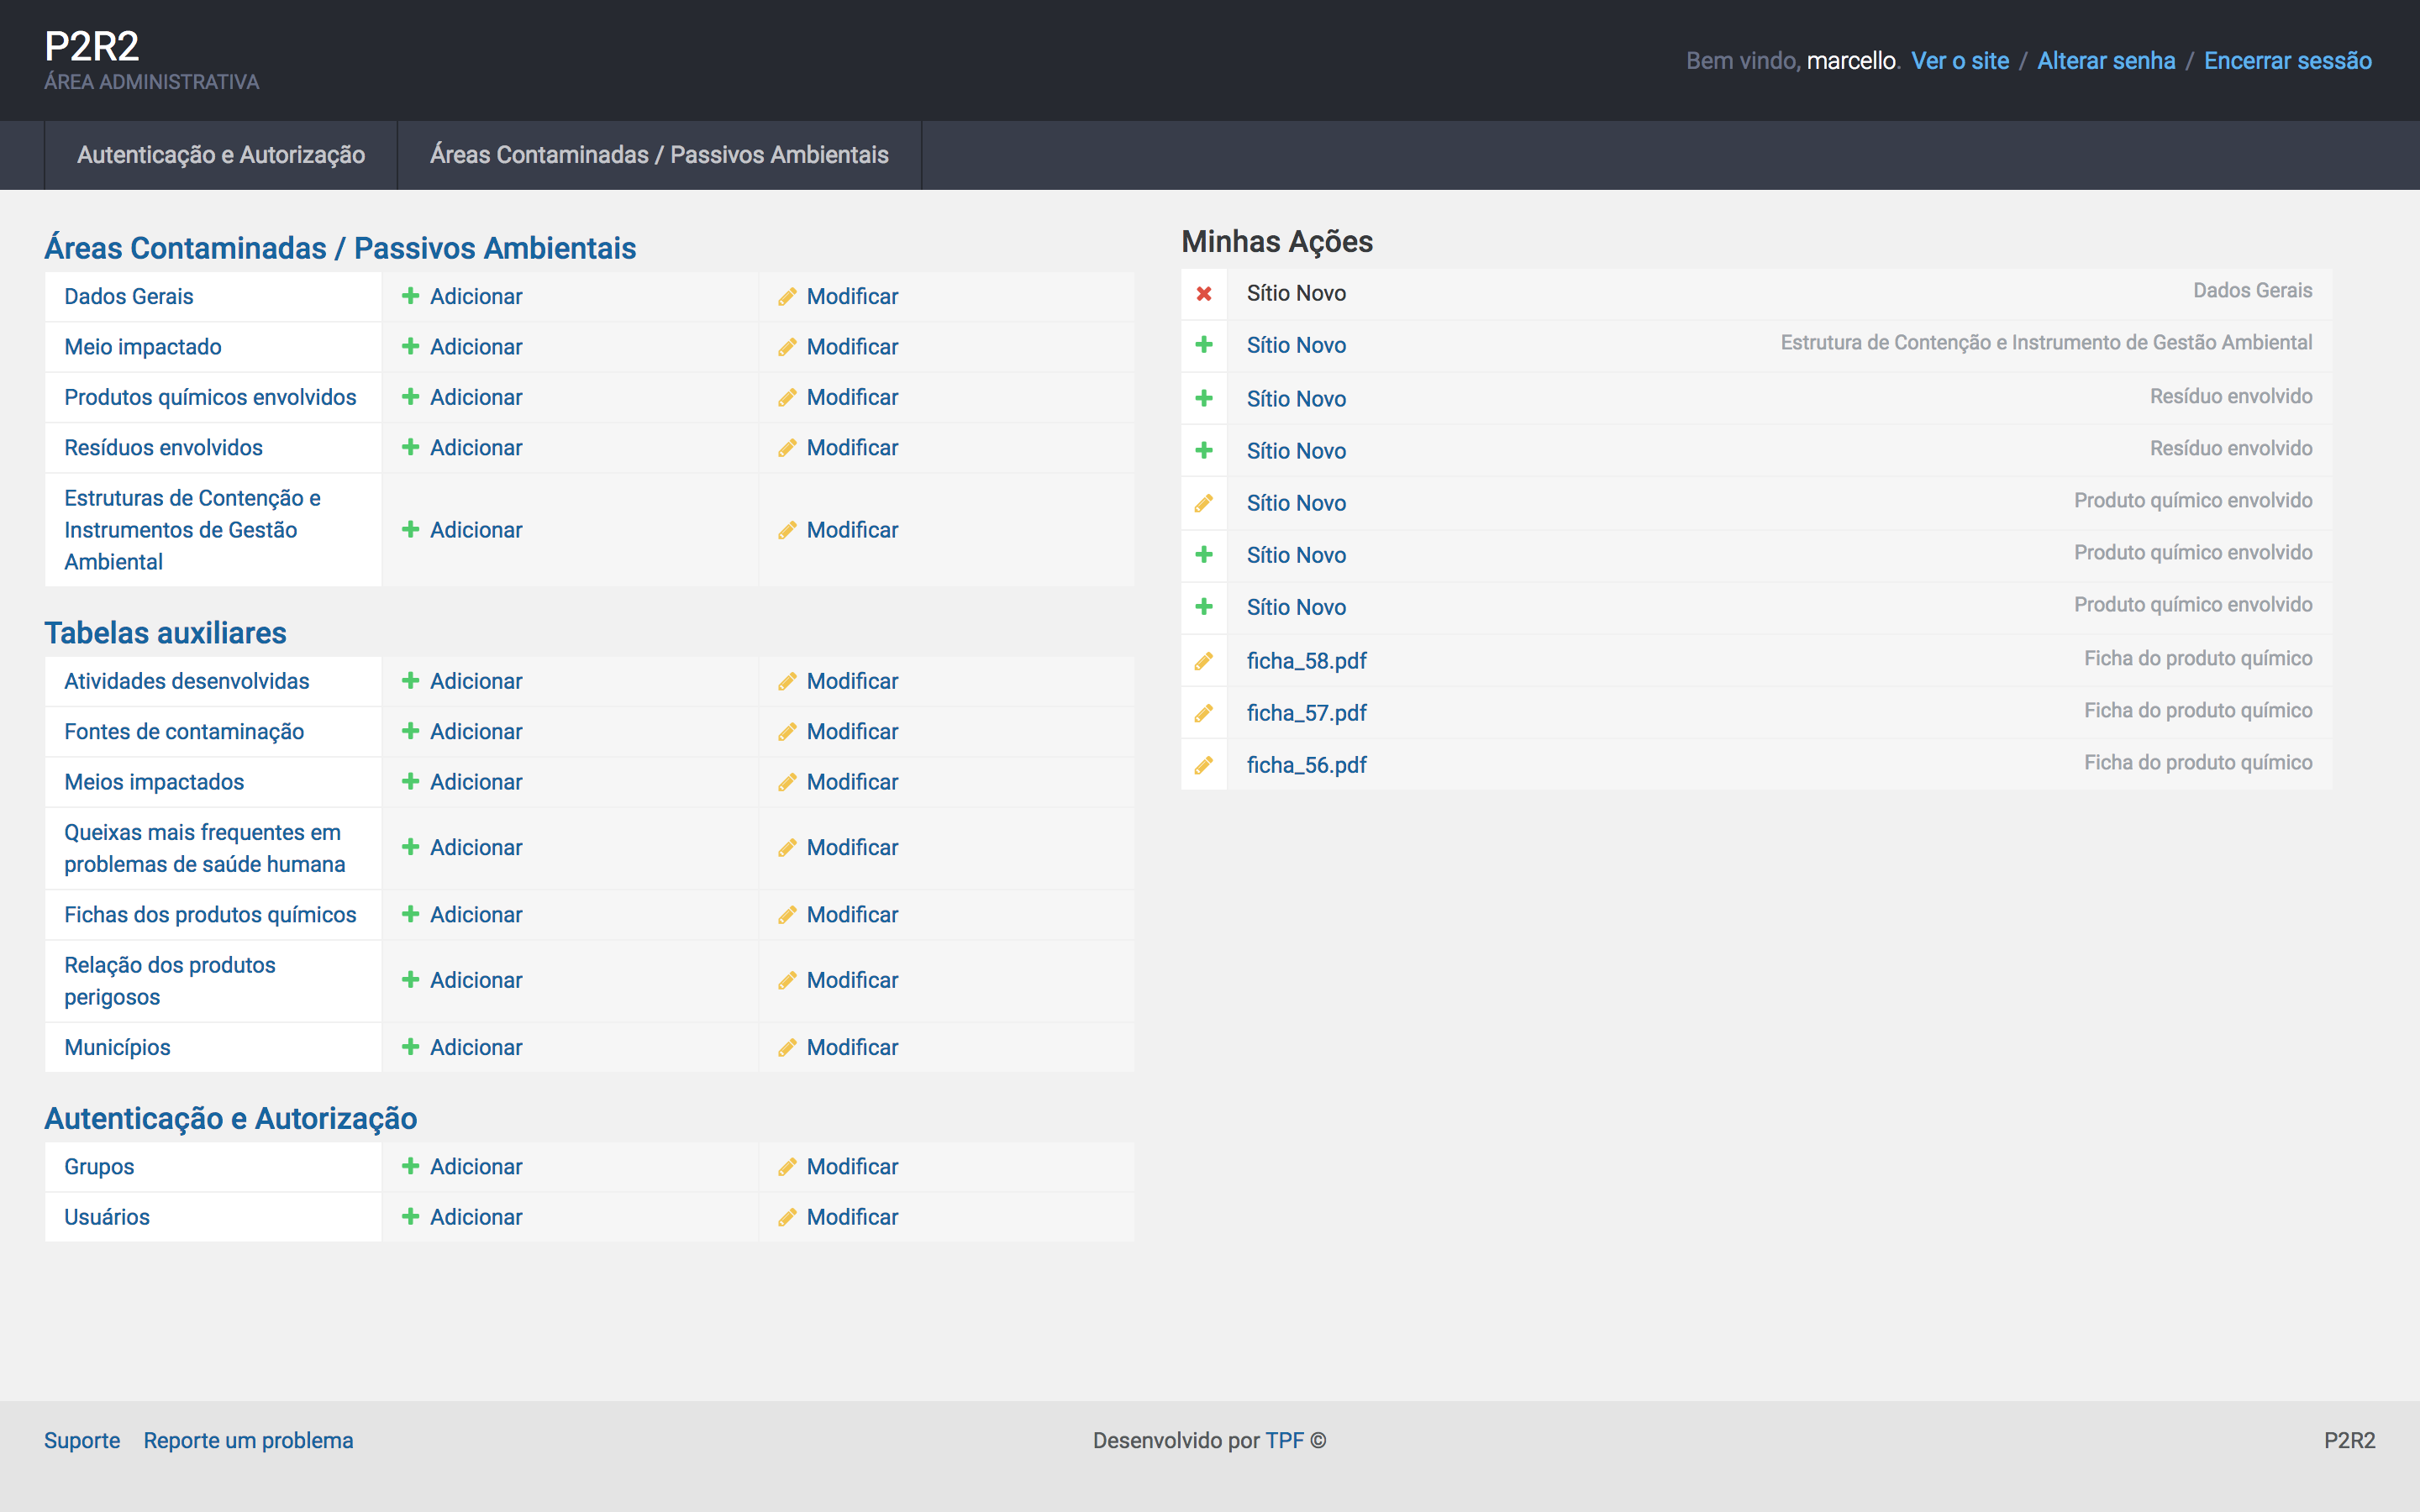 P2R2
ÁREA ADMINISTRATIVA
Bem vindo, marcello. Ver o site / Alterar senha / Encerrar sessão
Autenticação e Autorização
Áreas Contaminadas / Passivos Ambientais
Áreas Contaminadas / Passivos Ambientais
Dados Gerais Adicionar Modificar
Meio impactado Adicionar Modificar
Produtos químicos envolvidos Adicionar Modificar
Resíduos envolvidos Adicionar Modificar
Estruturas de Contenção e
Instrumentos de Gestão Adicionar Modificar
Ambiental
Tabelas auxiliares
Atividades desenvolvidas Adicionar Modificar
Fontes de contaminação Adicionar Modificar
Meios impactados Adicionar Modificar
Queixas mais frequentes em
problemas de saúde humana Adicionar Modificar
Fichas dos produtos químicos Adicionar Modificar
Relação dos produtos
perigosos Adicionar Modificar
Municípios Adicionar Modificar
Autenticação e Autorização
Grupos Adicionar Modificar
Usuários Adicionar Modificar
Minhas Ações
Sítio Novo Dados Gerais
Sítio Novo Estrutura de Contenção e Instrumento de Gestão Ambiental
Sítio Novo Resíduo envolvido
Sítio Novo Resíduo envolvido
Sítio Novo Produto químico envolvido
Sítio Novo Produto químico envolvido
Sítio Novo Produto químico envolvido
ficha_58.pdf Ficha do produto químico
ficha_57.pdf Ficha do produto químico
ficha_56.pdf Ficha do produto químico
Suporte Reporte um problema
Desenvolvido por TPF ©
P2R2